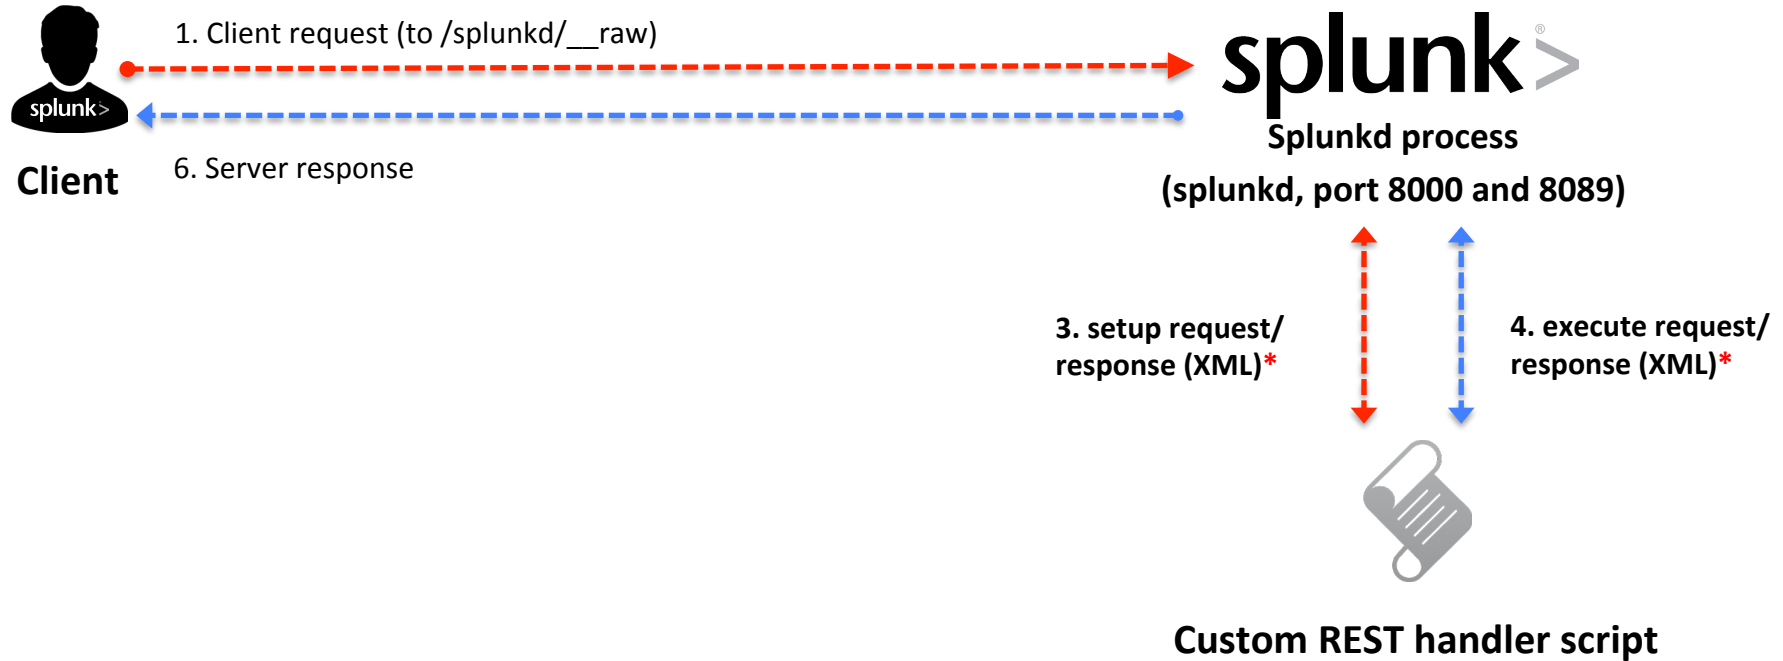 1. Client request (to /splunkd/__raw)
splunk>®
splunk>
Splunkd process
Client
6. Server response
(splunkd, port 8000 and 8089)
3. setup request/
response (XML)*
4. execute request/
response (XML)*
Custom REST handler script